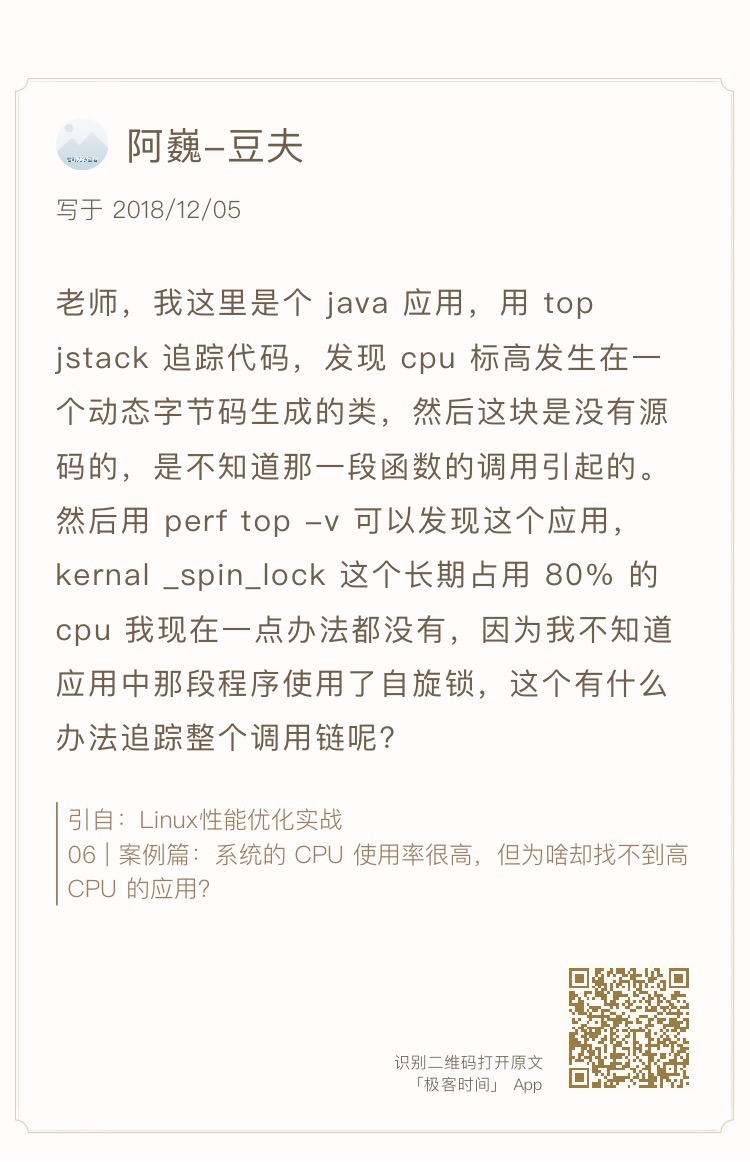 阿巍-豆夫
写于 2018/12/05
老师，我这里是个 java 应用，用 top
jstack 追踪代码，发现 cpu 标高发生在一
个动态字节码生成的类，然后这块是没有源
码的，是不知道那一段函数的调用引起的。
然后用 perf top -v 可以发现这个应用，
kernal _spin_lock 这个长期占用 80% 的
cpu 我现在一点办法都没有，因为我不知道
应用中那段程序使用了自旋锁，这个有什么
办法追踪整个调用链呢？
引自：Linux性能优化实战
06 | 案例篇：系统的 CPU 使用率很高，但为啥却找不到高
CPU 的应用？
识别二维码打开原文
「极客时间」 App